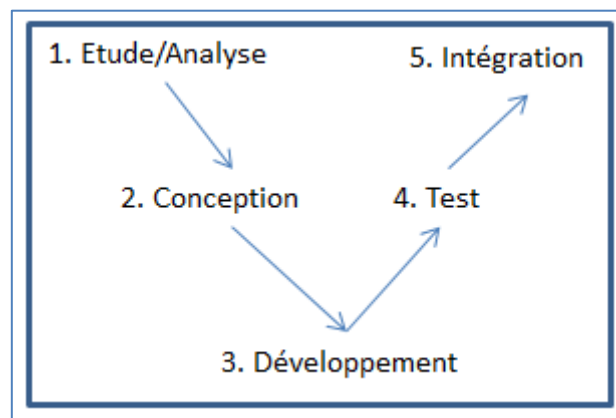 1. Etude/Analyse
5. Intégration
2. Conception
4. Test
3. Développement